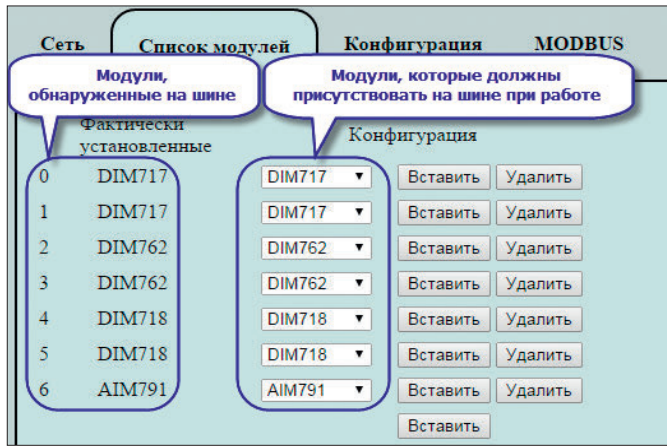 Сеть Список модулей Конфигурация MODBUS
Модули,
обнаруженные на шине
Модули, которые должны
присутствовать на шине при работе
Фактически
установленные
Конфигурация
0 DIM717 DIM717 Вставить Удалить
1 DIM717 DIM717 Вставить Удалить
2 DIM762 DIM762 Вставить Удалить
3 DIM762 DIM762 Вставить Удалить
4 DIM718 DIM718 Вставить Удалить
5 DIM718 DIM718 Вставить Удалить
6 AIM791 AIM791 Вставить Удалить
Вставить